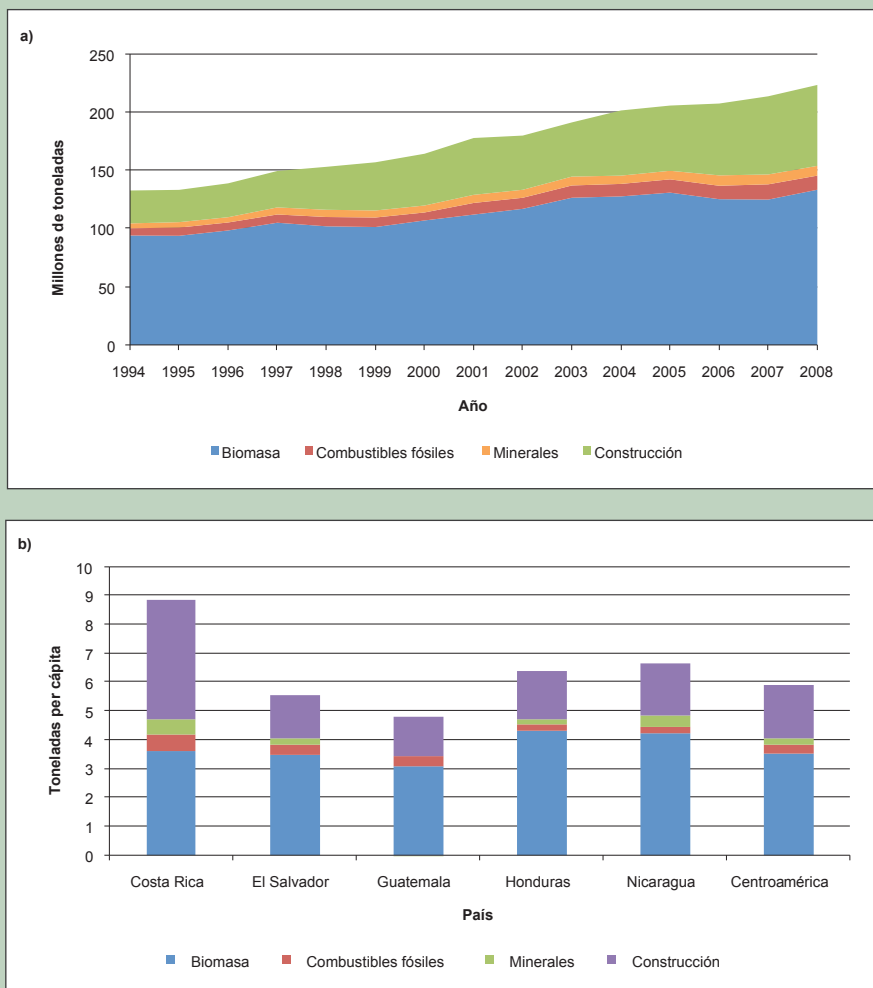 a)
250
200
150
100
50
0
Millones de toneladas
1994 1995 1996 1997 1998 1999 2000 2001 2002 2003 2004 2005 2006 2007 2008
Año
Biomasa Combustibles fósiles Minerales Construcción
b)
10
9
8
7
6
5
4
3
2
1
0
Toneladas per cápita
Costa Rica El Salvador Guatemala Honduras Nicaragua Centroamérica
País
Biomasa Combustibles fósiles Minerales Construcción